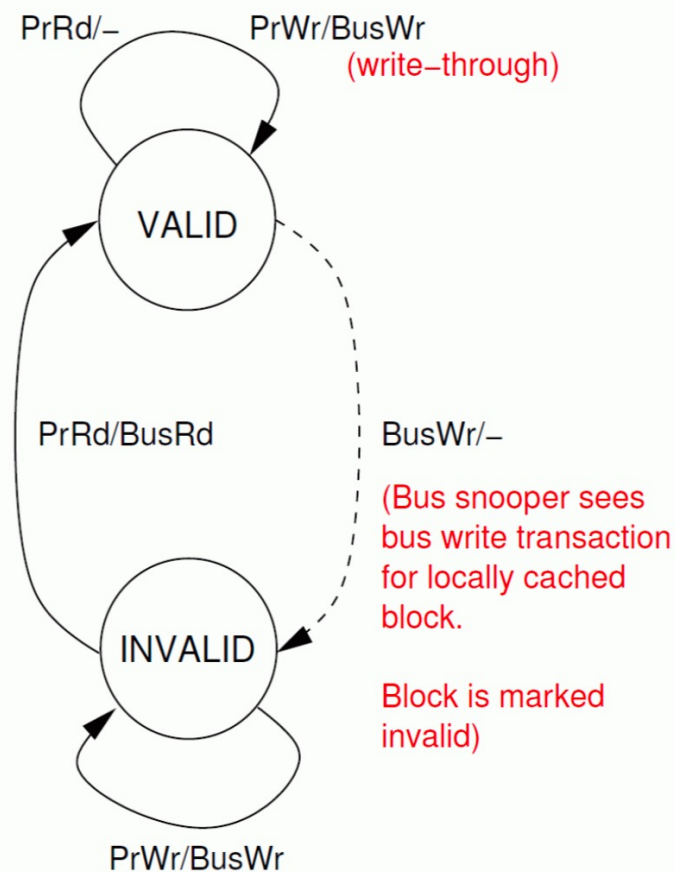 PrRd/– PrWr/BusWr
(write–through)
VALID
PrRd/BusRd
BusWr/–
(Bus snooper sees
bus write transaction
for locally cached
block.
Block is marked
invalid)
INVALID
PrWr/BusWr